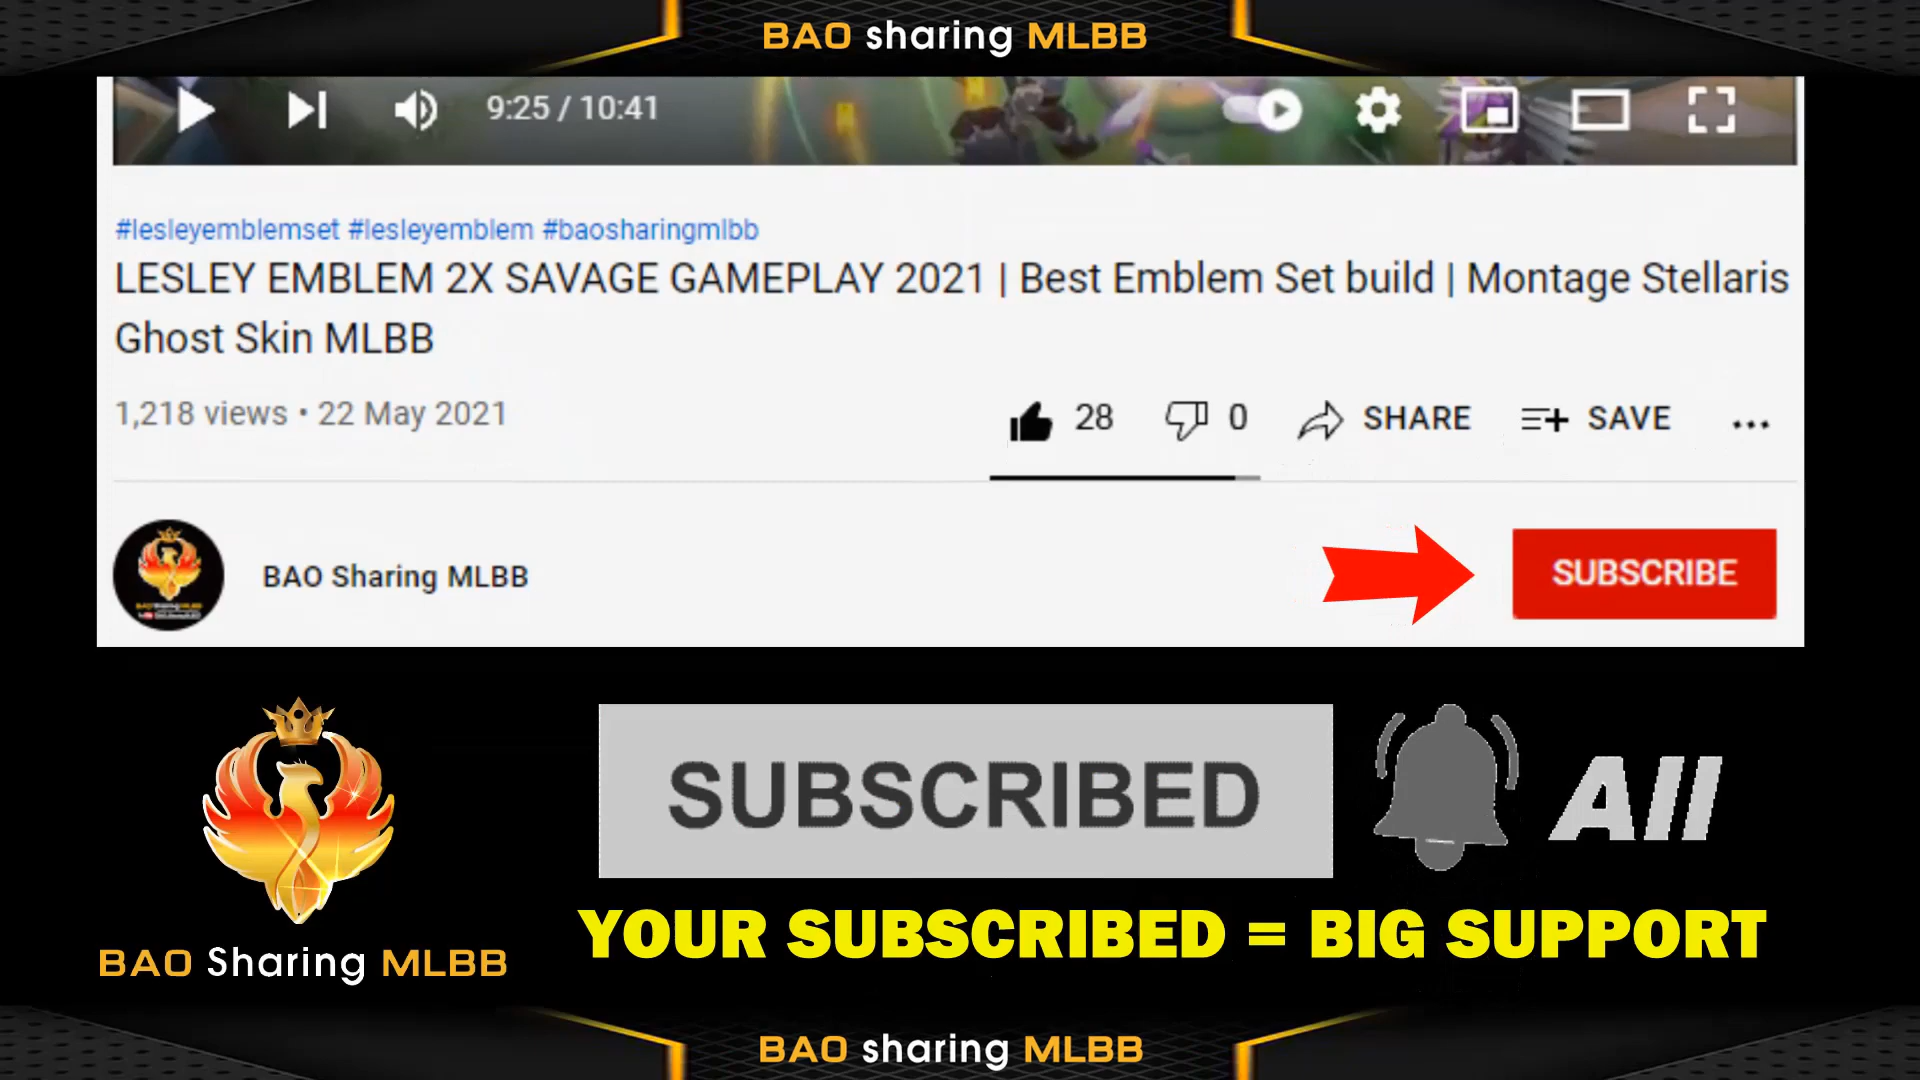 BAO sharing MLBB
9:25 / 10:41
#lesleyemblemset #lesleyemblem #baosharingmlbb
LESLEY EMBLEM 2X SAVAGE GAMEPLAY 2021 | Best Emblem Set build | Montage Stellaris
Ghost Skin MLBB
1,218 views • 22 May 2021
28
0
SHARE
SAVE
BAO Sharing MLBB
SUBSCRIBE
SUBSCRIBED
All
YOUR SUBSCRIBED = BIG SUPPORT
BAO Sharing MLBB
BAO sharing MLBB